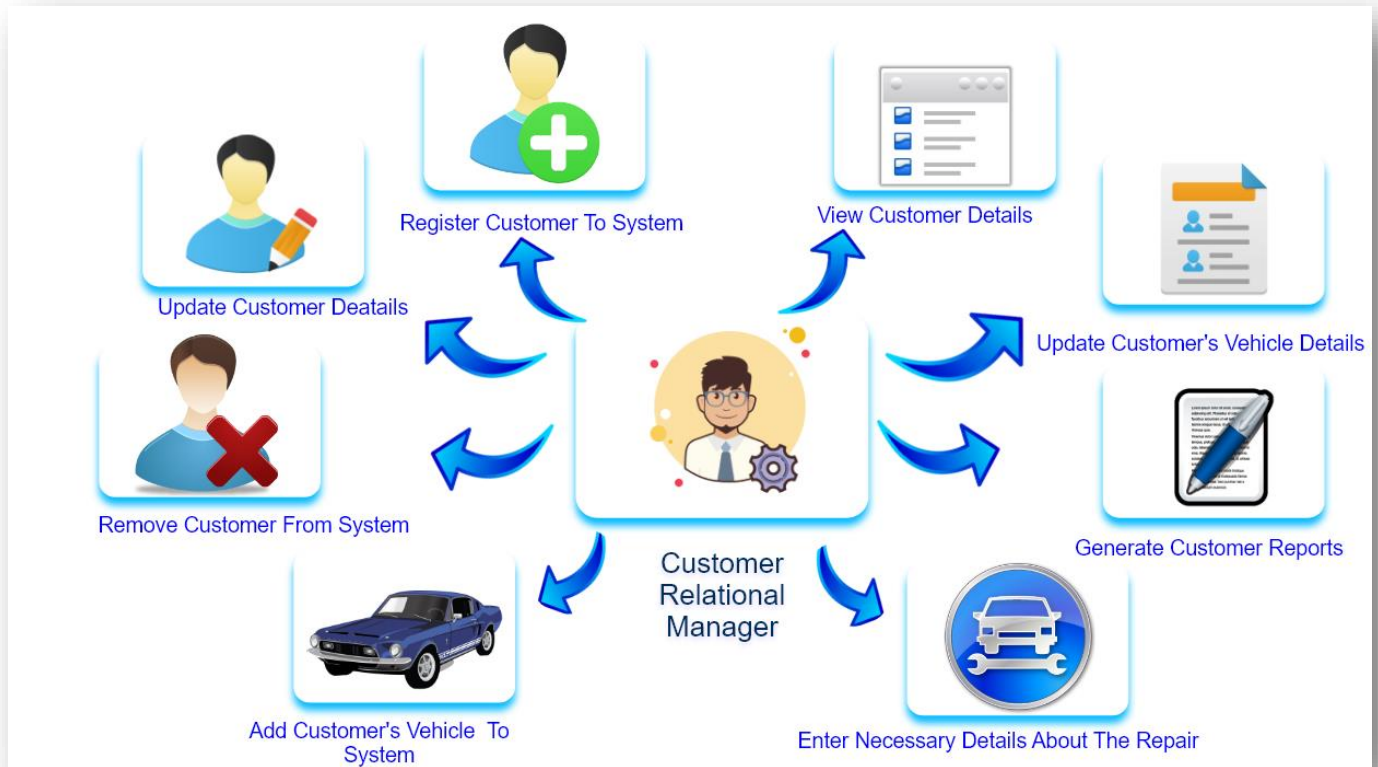 Register Customer To System
View Customer Details
Update Customer Deatails
Update Customer's Vehicle Details
Remove Customer From System
Generate Customer Reports
Customer
Relational
Manager
Add Customer's Vehicle To
System
Enter Necessary Details About The Repair